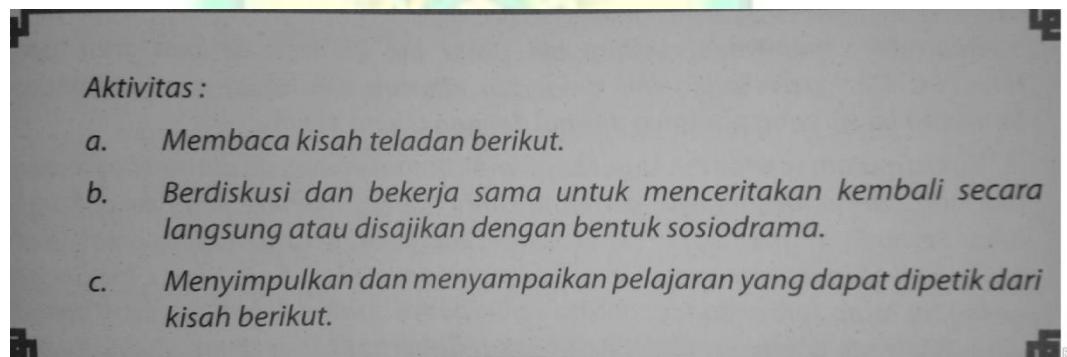 Aktivitas :
a. Membaca kisah teladan berikut.
b. Berdiskusi dan bekerja sama untuk menceritakan kembali secara
langsung atau disajikan dengan bentuk sosiodrama.
c. Menyimpulkan dan menyampaikan pelajaran yang dapat dipetik dari
kisah berikut.